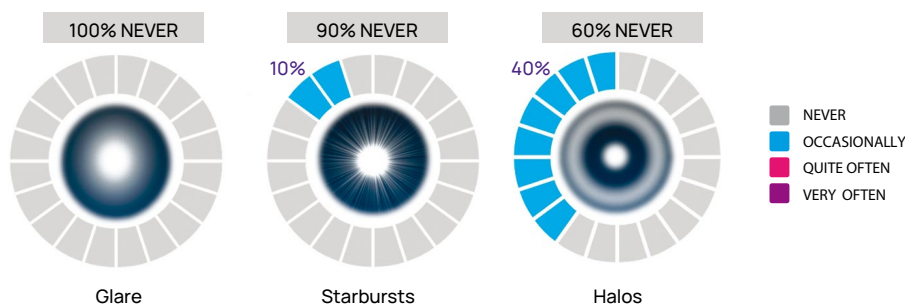 100% NEVER
90% NEVER
60% NEVER
10%
40%
NEVER
OCCASIONALLY
QUITE OFTEN
VERY OFTEN
Glare
Starbursts
Halos